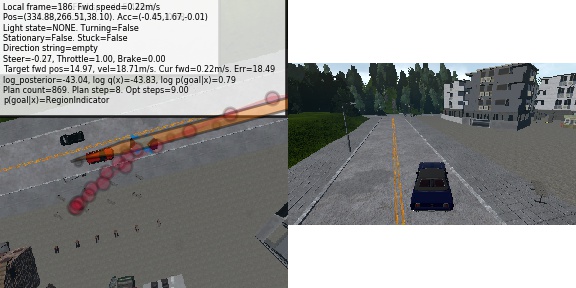 Local frame=186. Fwd speed=0.22m/s
Pos=(334.88,266.51,38.10). Acc=(-0.45,1.67,-0.01)
Light state=NONE. Turning=False
Stationary=False. Stuck=False
Direction string=empty
Steer=-0.27, Throttle=1.00, Brake=0.00
Target fwd pos=14.97, vel=18.71m/s. Cur fwd=0.22m/s. Err=18.49
log_posterior=-43.04, log q(x)=-43.83, log p(goal|x)=0.79
Plan count=869. Plan step=8. Opt steps=9.00
p(goal|x)=RegionIndicator